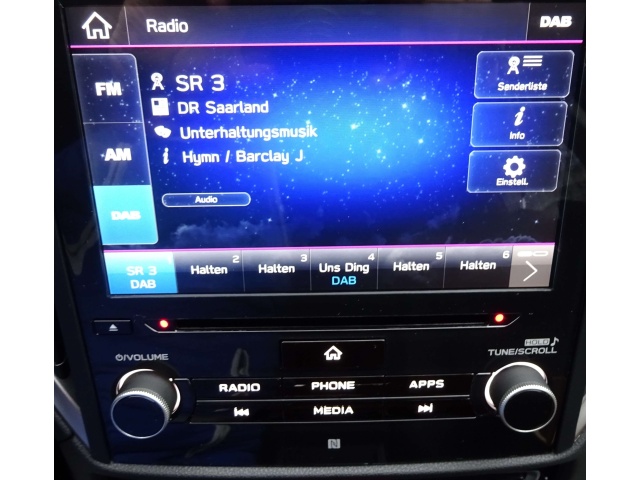 Radio
DAB
FM
AM
DAB
SR 3
DR Saarland
Unterhaltungsmusik
i Hymn / Barclay J
Audio
Senderliste
i
Info
Einstell.
SR 3
DAB
2
Halten
3
Halten
4
Uns Ding
DAB
5
Halten
6
Halten
HOLD
/VOLUME
TUNE/SCROLL
RADIO
PHONE
APPS
MEDIA
N